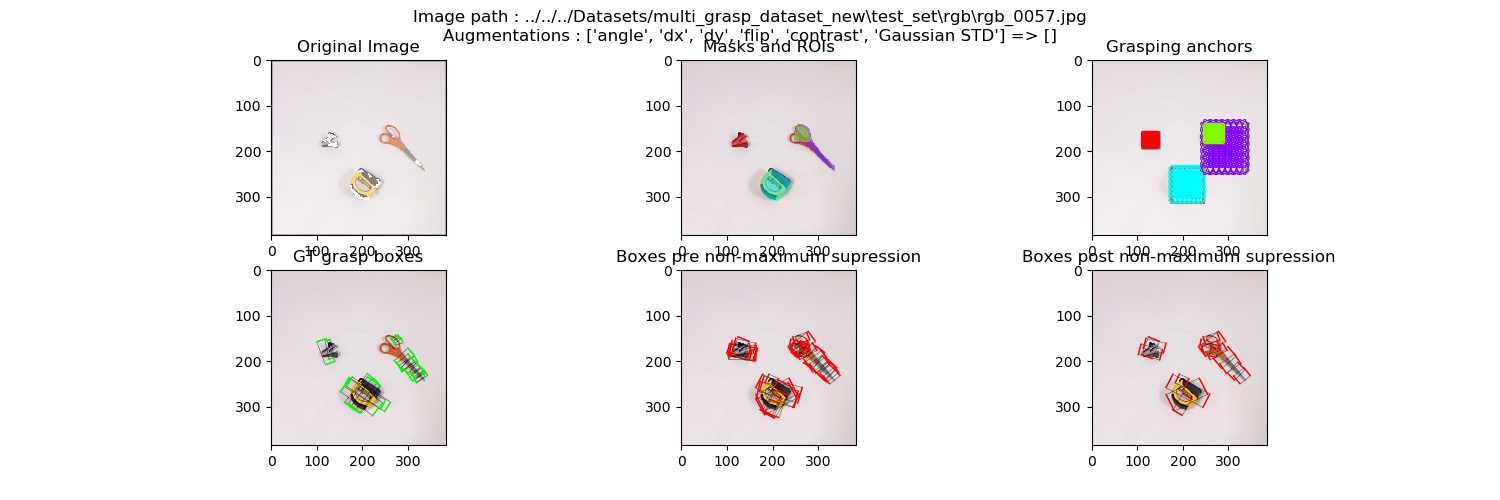 Image path : ../../../Datasets/multi_grasp_dataset_new\test_set\rgb\rgb_0057.jpg
Augmentations : ['angle', 'dx', 'dy', 'flip', 'contrast', 'Gaussian STD'] => []
Original Image
Masks and ROIs
Grasping anchors
0
100
200
300
0 100 200 300
0
100
200
300
0 100 200 300
0
100
200
300
0 100 200 300
GT grasp boxes
Boxes pre non-maximum supression
Boxes post non-maximum supression
0
100
200
300
0 100 200 300
0
100
200
300
0 100 200 300
0
100
200
300
0 100 200 300